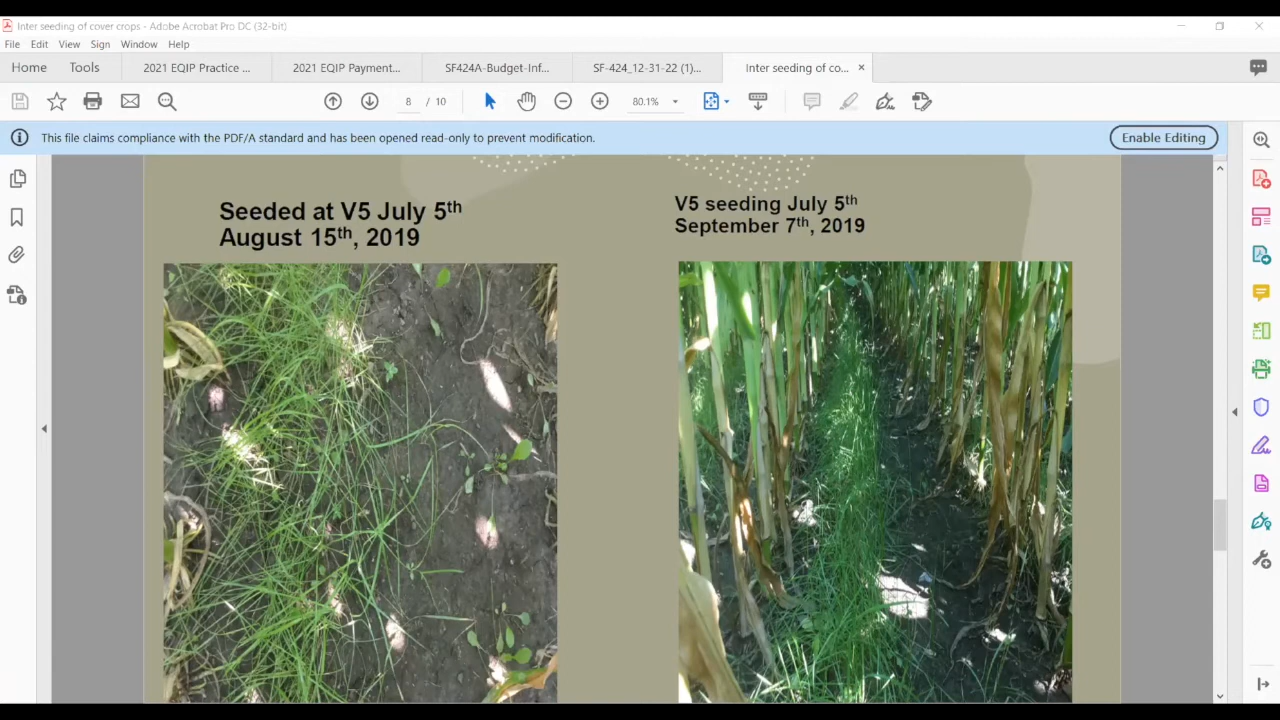 Inter seeding of cover crops - Adobe Acrobat Pro DC (32-bit)
File Edit View Sign Window Help
Home Tools 2021 EQIP Practice ... 2021 EQIP Payment... SF424A-Budget-Inf... SF-424_12-31-22 (1)... Inter seeding of co... ×
8 / 10 80.1%
This file claims compliance with the PDF/A standard and has been opened read-only to prevent modification. Enable Editing
Seeded at V5 July 5th
August 15th, 2019
V5 seeding July 5th
September 7th, 2019